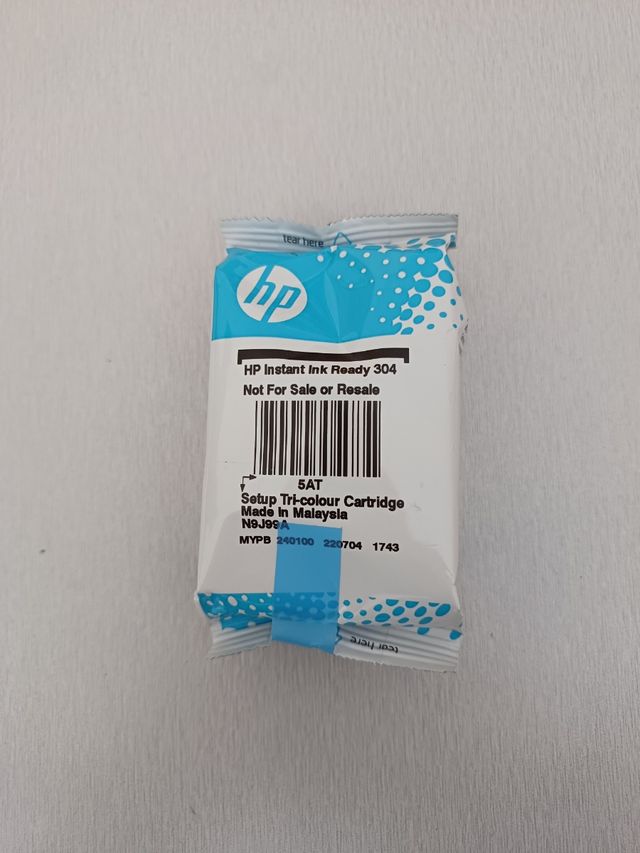 tear here
hp
HP Instant Ink Ready 304
Not For Sale or Resale
5AT
Setup Tri-colour Cartridge
Made in Malaysia
N9J99A
MYPB 240100 220704 1743
tear here